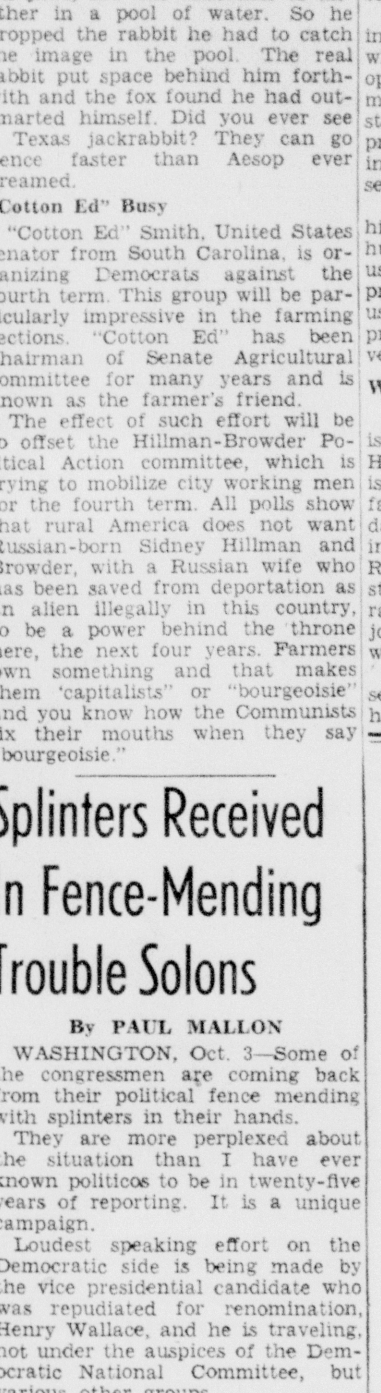 ther in a pool of water. So he
ropped the rabbit he had to catch
he image in the pool. The real
abbit put space behind him forth-
ith and the fox found he had out-
marted himself. Did you ever see
Texas jackrabbit? They can go
ence faster than Aesop ever
reamed.
Cotton Ed" Busy
"Cotton Ed" Smith, United States
enator from South Carolina, is or-
anizing Democrats against the
ourth term. This group will be par-
icularly impressive in the farming
ections. "Cotton Ed" has been
hairman of Senate Agricultural
ommittee for many years and is
nown as the farmer's friend.
The effect of such effort will be
o offset the Hillman-Browder Po-
itical Action committee, which is
rying to mobilize city working men
or the fourth term. All polls show
hat rural America does not want
Russian-born Sidney Hillman and
Browder, with a Russian wife who
has been saved from deportation as
n alien illegally in this country,
o be a power behind the throne
ere, the next four years. Farmers
own something and that makes
hem 'capitalists" or "bourgeoisie"
nd you know how the Communists
ix their mouths when they say
bourgeoisie."
Splinters Received
In Fence-Mending
Trouble Solons
By PAUL MALLON
WASHINGTON, Oct. 3—Some of
he congressmen are coming back
from their political fence mending
with splinters in their hands.
They are more perplexed about
the situation than I have ever
known politicos to be in twenty-five
years of reporting. It is a unique
campaign.
Loudest speaking effort on the
Democratic side is being made by
the vice presidential candidate who
was repudiated for renomination,
Henry Wallace, and he is traveling,
not under the auspices of the Dem-
ocratic National Committee, but
various other groups